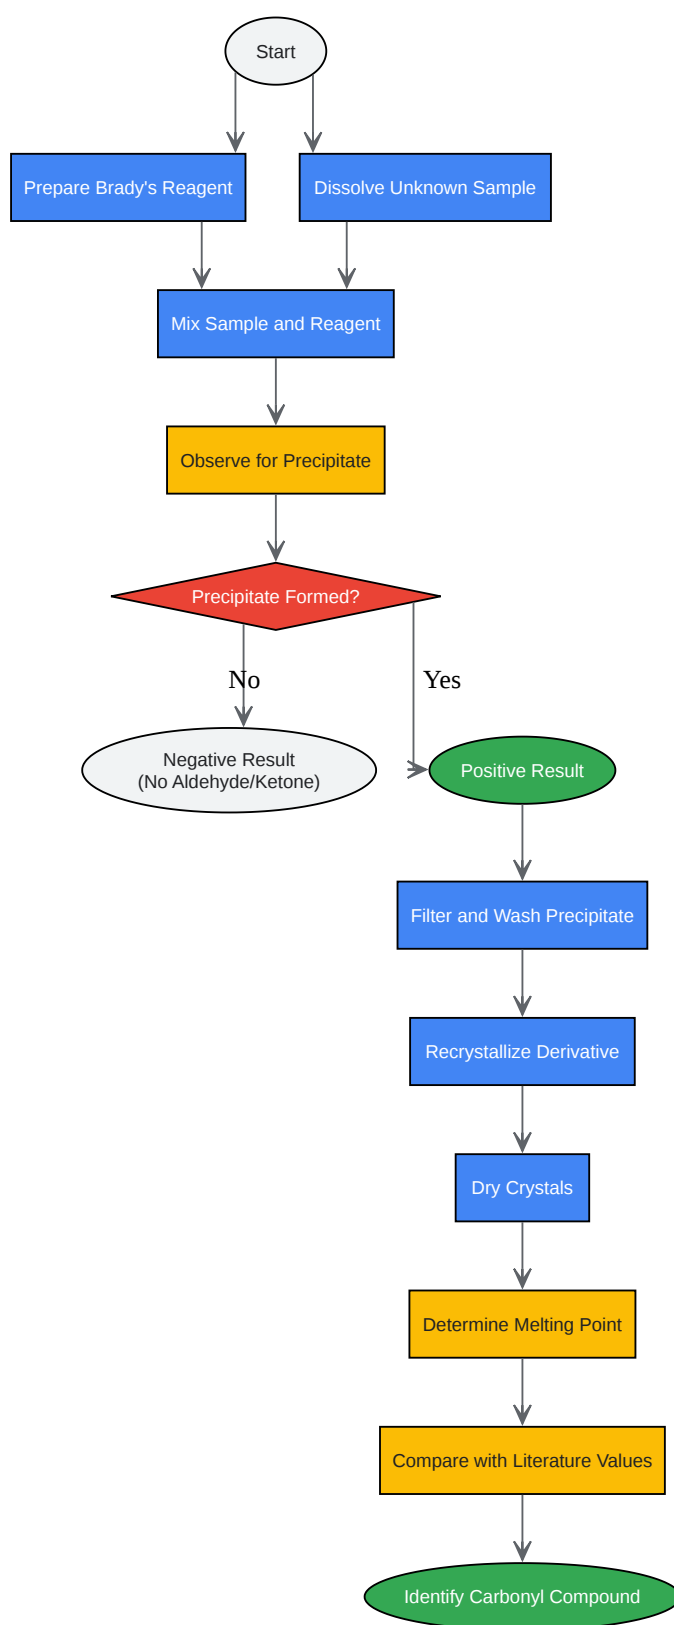 Start
Prepare Brady's Reagent
Dissolve Unknown Sample
Mix Sample and Reagent
Observe for Precipitate
Precipitate Formed?
No
Yes
Negative Result
(No Aldehyde/Ketone)
Positive Result
Filter and Wash Precipitate
Recrystallize Derivative
Dry Crystals
Determine Melting Point
Compare with Literature Values
Identify Carbonyl Compound